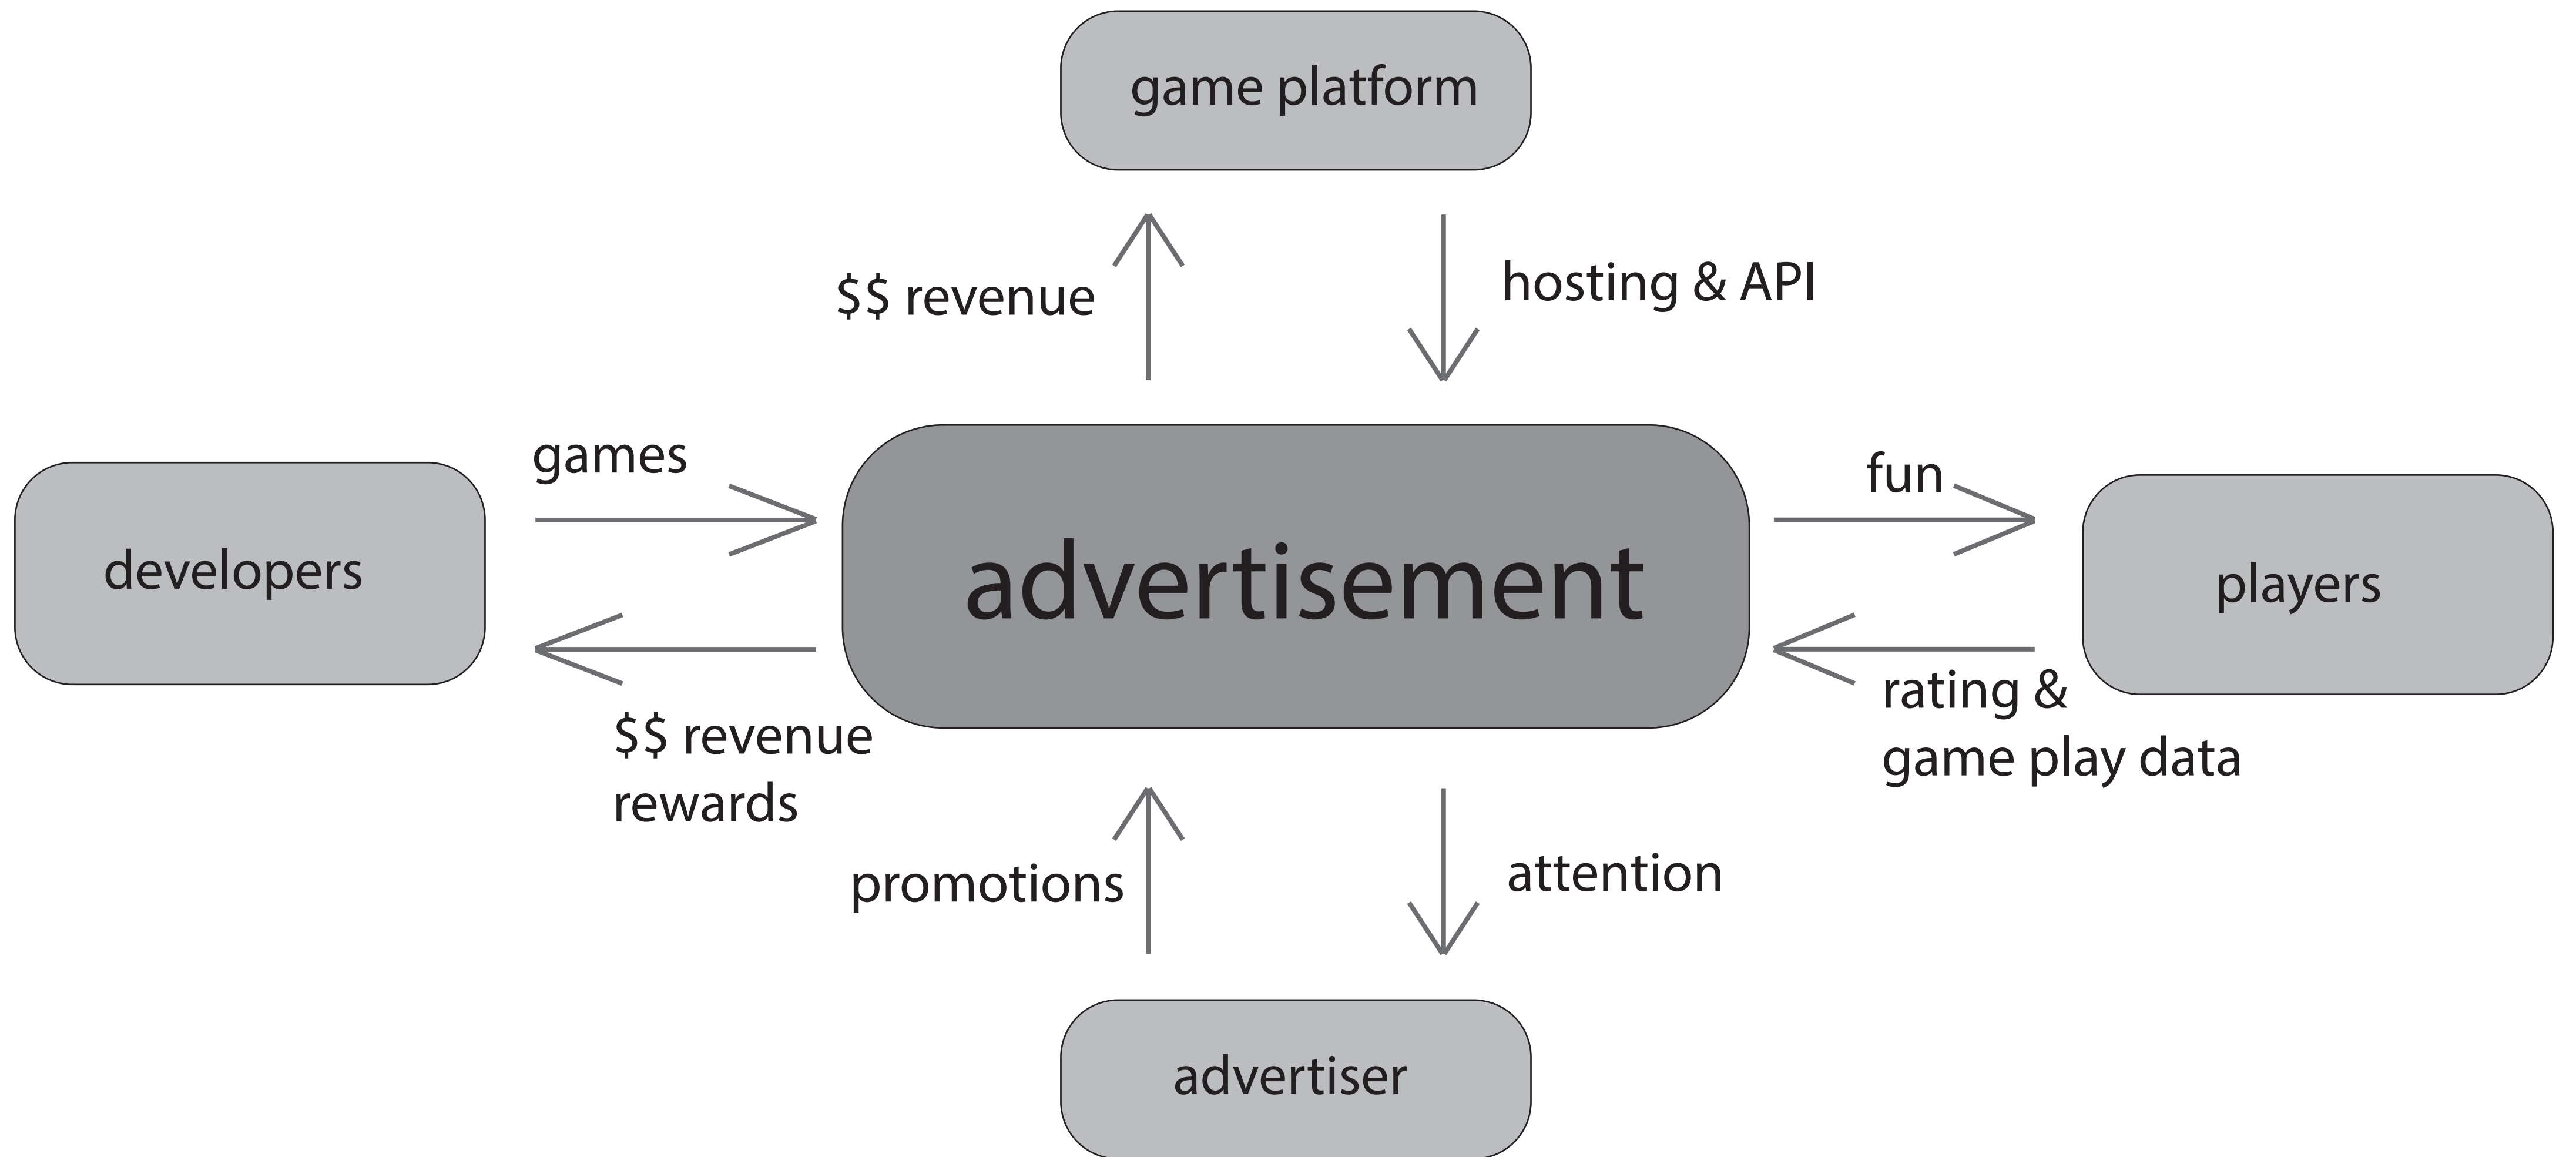 game platform
$$ revenue
hosting & API
games
fun
developers
advertisement
players
$$ revenue
rewards
rating &
game play data
promotions
attention
advertiser